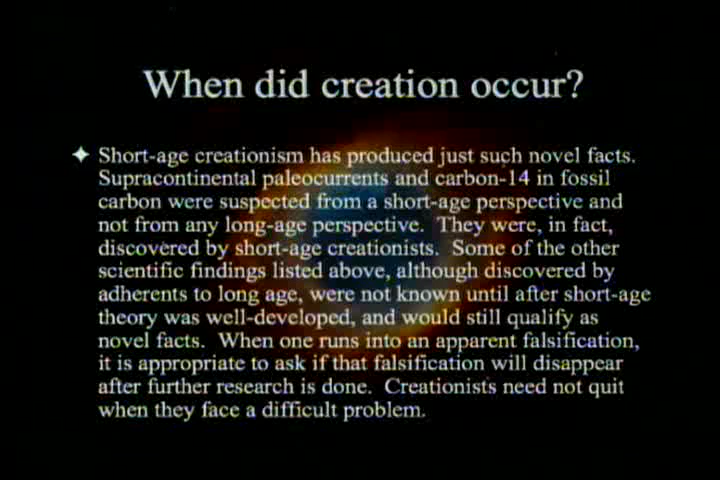 When did creation occur?
✦ Short-age creationism has produced just such novel facts.
Supracontinental paleocurrents and carbon-14 in fossil
carbon were suspected from a short-age perspective and
not from any long-age perspective. They were, in fact,
discovered by short-age creationists. Some of the other
scientific findings listed above, although discovered by
adherents to long age, were not known until after short-age
theory was well-developed, and would still qualify as
novel facts. When one runs into an apparent falsification,
it is appropriate to ask if that falsification will disappear
after further research is done. Creationists need not quit
when they face a difficult problem.